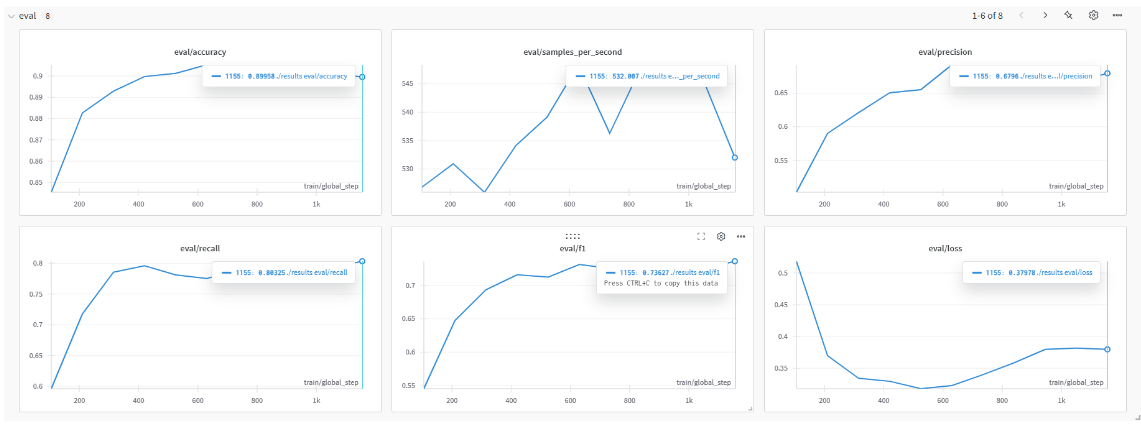 eval 8
1-6 of 8
eval/accuracy
1155: 0.89958 ./results eval/accuracy
0.9
0.89
0.88
0.87
0.86
0.85
train/global_step
200 400 600 800 1k
eval/samples_per_second
1155: 532.007 ./results e..._per_second
545
540
535
530
train/global_step
200 400 600 800 1k
eval/precision
1155: 0.6796 ./results e...l/precision
0.65
0.6
0.55
train/global_step
200 400 600 800 1k
eval/recall
1155: 0.80325 ./results eval/recall
0.8
0.75
0.7
0.65
0.6
train/global_step
200 400 600 800 1k
eval/f1
1155: 0.73627 ./results eval/f1
Press CTRL+C to copy this data
0.7
0.65
0.6
0.55
train/global_step
200 400 600 800 1k
eval/loss
1155: 0.37978 ./results eval/loss
0.5
0.45
0.4
0.35
train/global_step
200 400 600 800 1k